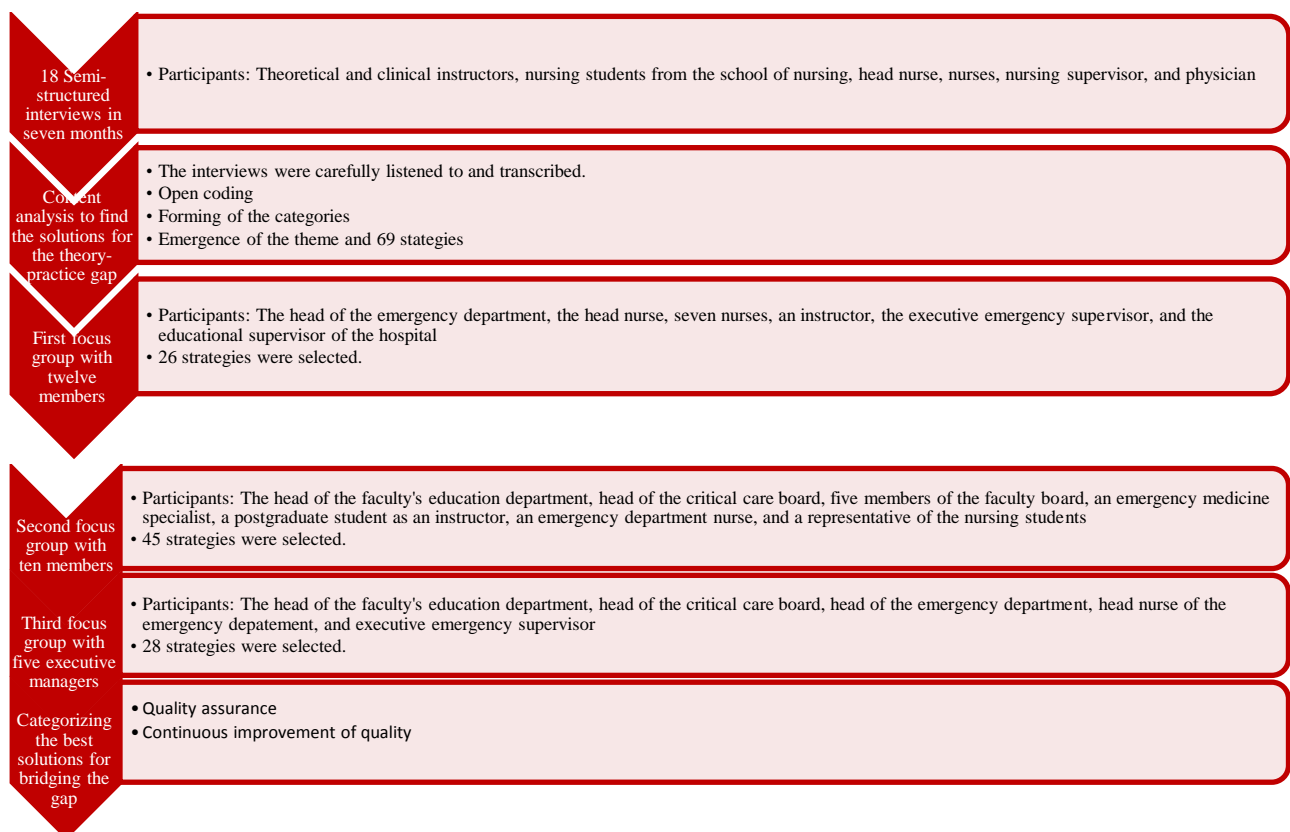 18 Semi-
structured
interviews in
seven months
• Participants: Theoretical and clinical instructors, nursing students from the school of nursing, head nurse, nurses, nursing supervisor, and physician
Content
analysis to find
the solutions for
the theory-
practice gap
• The interviews were carefully listened to and transcribed.
• Open coding
• Forming of the categories
• Emergence of the theme and 69 stategies
First focus
group with
twelve
members
• Participants: The head of the emergency department, the head nurse, seven nurses, an instructor, the executive emergency supervisor, and the
educational supervisor of the hospital
• 26 strategies were selected.
Second focus
group with
ten members
• Participants: The head of the faculty's education department, head of the critical care board, five members of the faculty board, an emergency medicine
specialist, a postgraduate student as an instructor, an emergency department nurse, and a representative of the nursing students
• 45 strategies were selected.
Third focus
group with
five executive
managers
• Participants: The head of the faculty's education department, head of the critical care board, head of the emergency department, head nurse of the
emergency depatement, and executive emergency supervisor
• 28 strategies were selected.
Categorizing
the best
solutions for
bridging the
gap
• Quality assurance
• Continuous improvement of quality